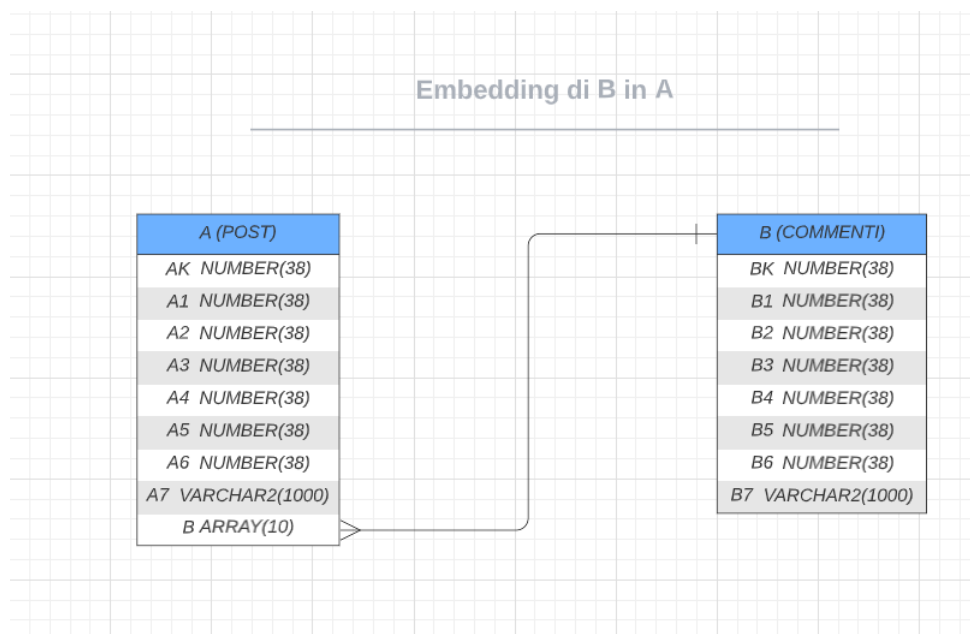 Embedding di B in A
A (POST)
AK NUMBER(38)
A1 NUMBER(38)
A2 NUMBER(38)
A3 NUMBER(38)
A4 NUMBER(38)
A5 NUMBER(38)
A6 NUMBER(38)
A7 VARCHAR2(1000)
B ARRAY(10)
B (COMMENTI)
BK NUMBER(38)
B1 NUMBER(38)
B2 NUMBER(38)
B3 NUMBER(38)
B4 NUMBER(38)
B5 NUMBER(38)
B6 NUMBER(38)
B7 VARCHAR2(1000)